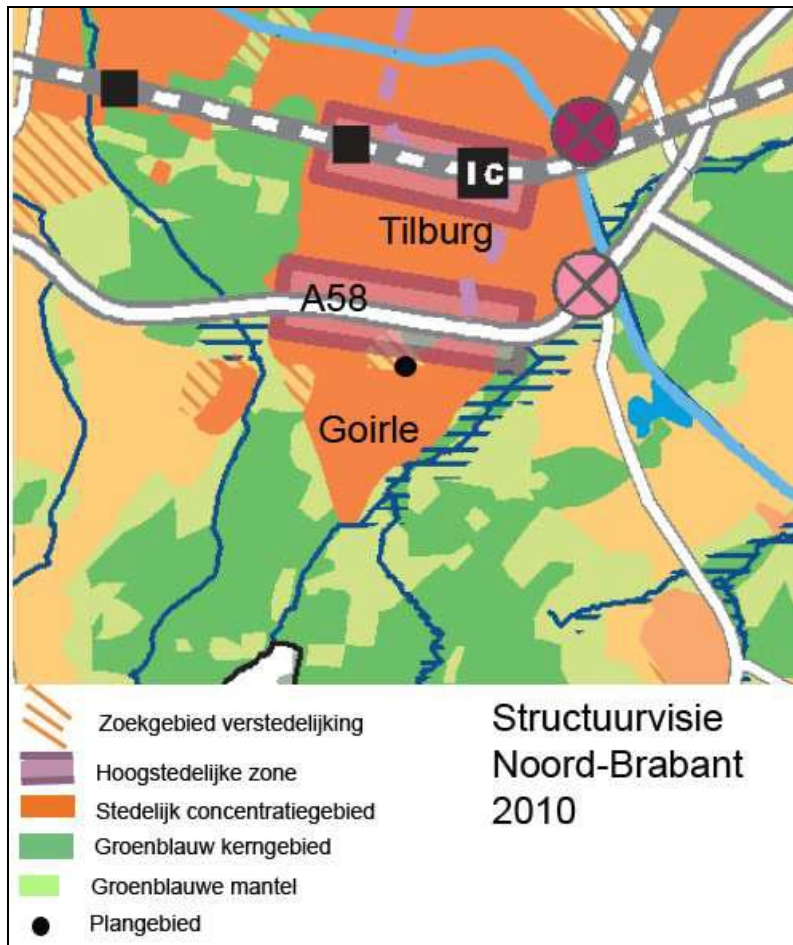 IC
Tilburg
A58
Goirle
Zoekgebied verstedelijking
Hoogstedelijke zone
Stedelijk concentratiegebied
Groenblauw kerngebied
Groenblauwe mantel
Plangebied
Structuurvisie
Noord-Brabant
2010